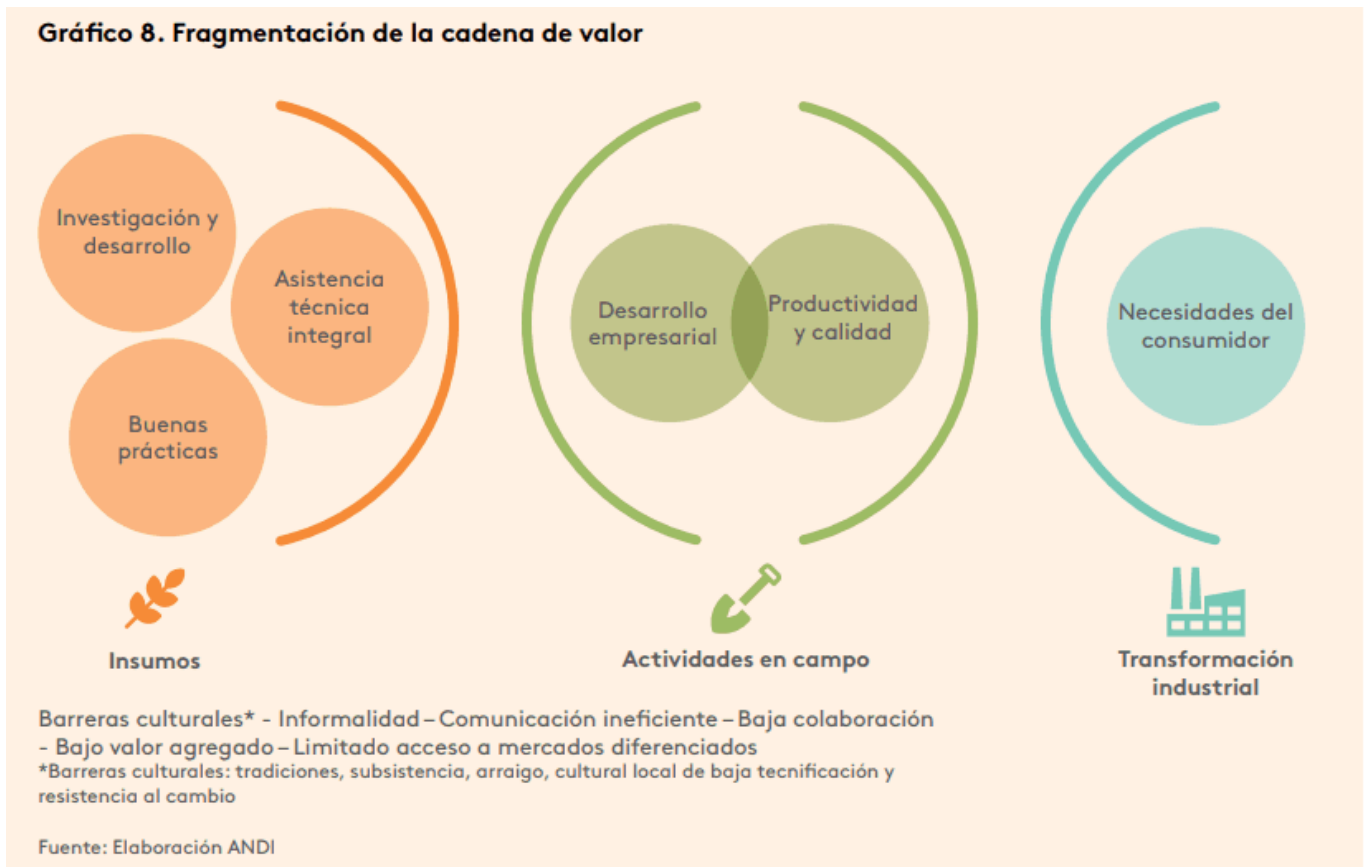 Gráfico 8. Fragmentación de la cadena de valor
Investigación y
desarrollo
Asistencia
técnica
integral
Buenas
prácticas
Desarrollo
empresarial
Productividad
y calidad
Necesidades del
consumidor
Insumos
Actividades en campo
Transformación
industrial
Barreras culturales* - Informalidad – Comunicación ineficiente – Baja colaboración
- Bajo valor agregado – Limitado acceso a mercados diferenciados
*Barreras culturales: tradiciones, subsistencia, arraigo, cultural local de baja tecnificación y
resistencia al cambio
Fuente: Elaboración ANDI